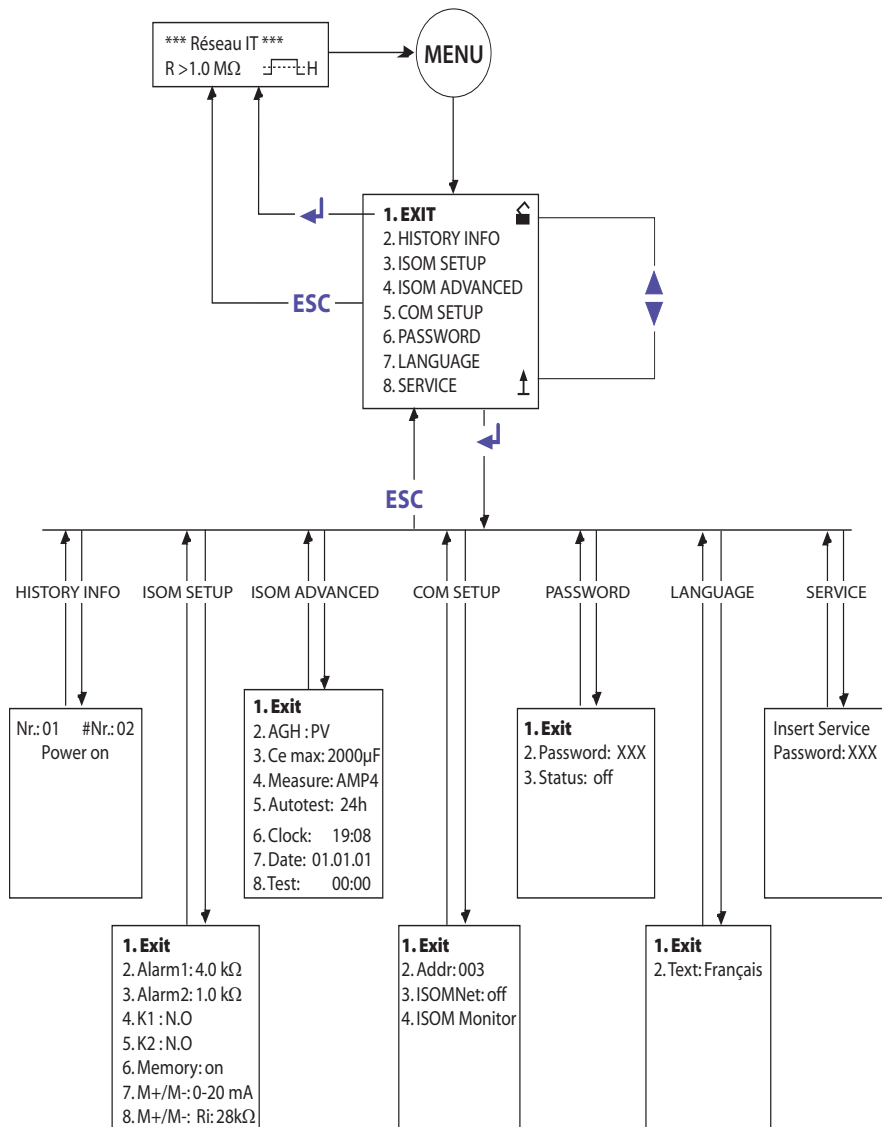 *** Réseau IT ***
R >1.0 MΩ H
MENU
1. EXIT
2. HISTORY INFO
3. ISOM SETUP
4. ISOM ADVANCED
5. COM SETUP
6. PASSWORD
7. LANGUAGE
8. SERVICE
ESC
ESC
HISTORY INFO ISOM SETUP ISOM ADVANCED COM SETUP PASSWORD LANGUAGE SERVICE
Nr.: 01 #Nr.: 02
Power on
1. Exit
2. AGH : PV
3. Ce max: 2000µF
4. Measure: AMP4
5. Autotest: 24h
6. Clock: 19:08
7. Date: 01.01.01
8. Test: 00:00
1. Exit
2. Password: XXX
3. Status: off
Insert Service
Password: XXX
1. Exit
2. Alarm1: 4.0 kΩ
3. Alarm2: 1.0 kΩ
4. K1 : N.O
5. K2 : N.O
6. Memory: on
7. M+/M-: 0-20 mA
8. M+/M-: Ri: 28kΩ
1. Exit
2. Addr: 003
3. ISOMNet: off
4. ISOM Monitor
1. Exit
2. Text: Français